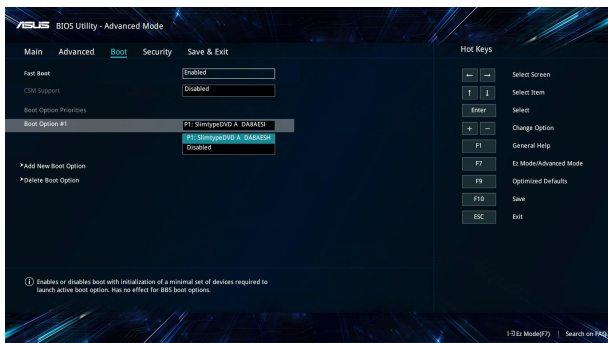 ASUS BIOS Utility - Advanced Mode
Main Advanced Boot Security Save & Exit
Hot Keys
Fast Boot Enabled
CSM Support Disabled
Boot Option Priorities
Boot Option #1 P1: SlimtypeDVD A DA8AESI
P1: SlimtypeDVD A DA8AESH
Disabled
>Add New Boot Option
>Delete Boot Option
← → Select Screen
↑ ↓ Select Item
Enter Select
+ − Change Option
F1 General Help
F7 Ez Mode/Advanced Mode
F9 Optimized Defaults
F10 Save
ESC Exit
Enables or disables boot with initialization of a minimal set of devices required to
launch active boot option. Has no effect for BBS boot options.
Ez Mode(F7) | Search on FAQ